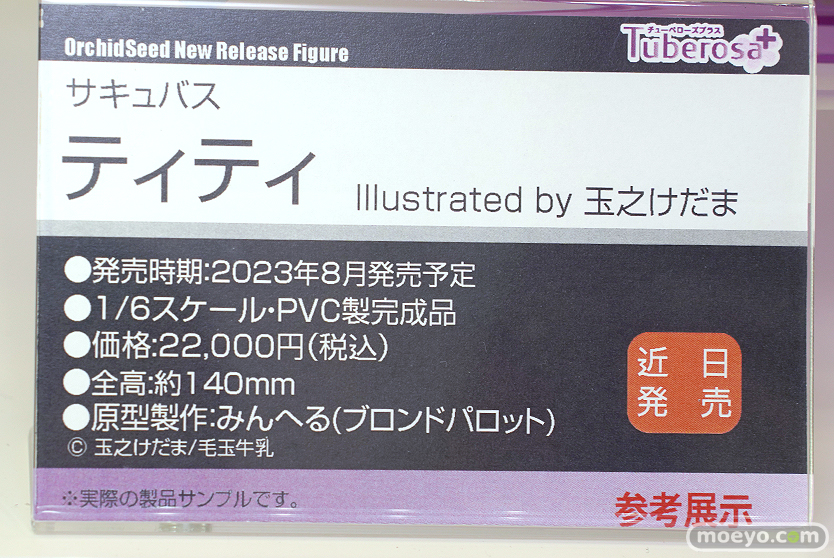 OrchidSeed New Release Figure
チューベローズプラス
Tuberosa+
サキュバス
ティティ
Illustrated by 玉之けだま
●発売時期:2023年8月発売予定
●1/6スケール・PVC製完成品
●価格:22,000円(税込)
●全高:約140mm
●原型製作:みんへる(ブロンドパロット)
© 玉之けだま/毛玉牛乳
近日
発売
※実際の製品サンプルです。
参考展示
moeyo.com